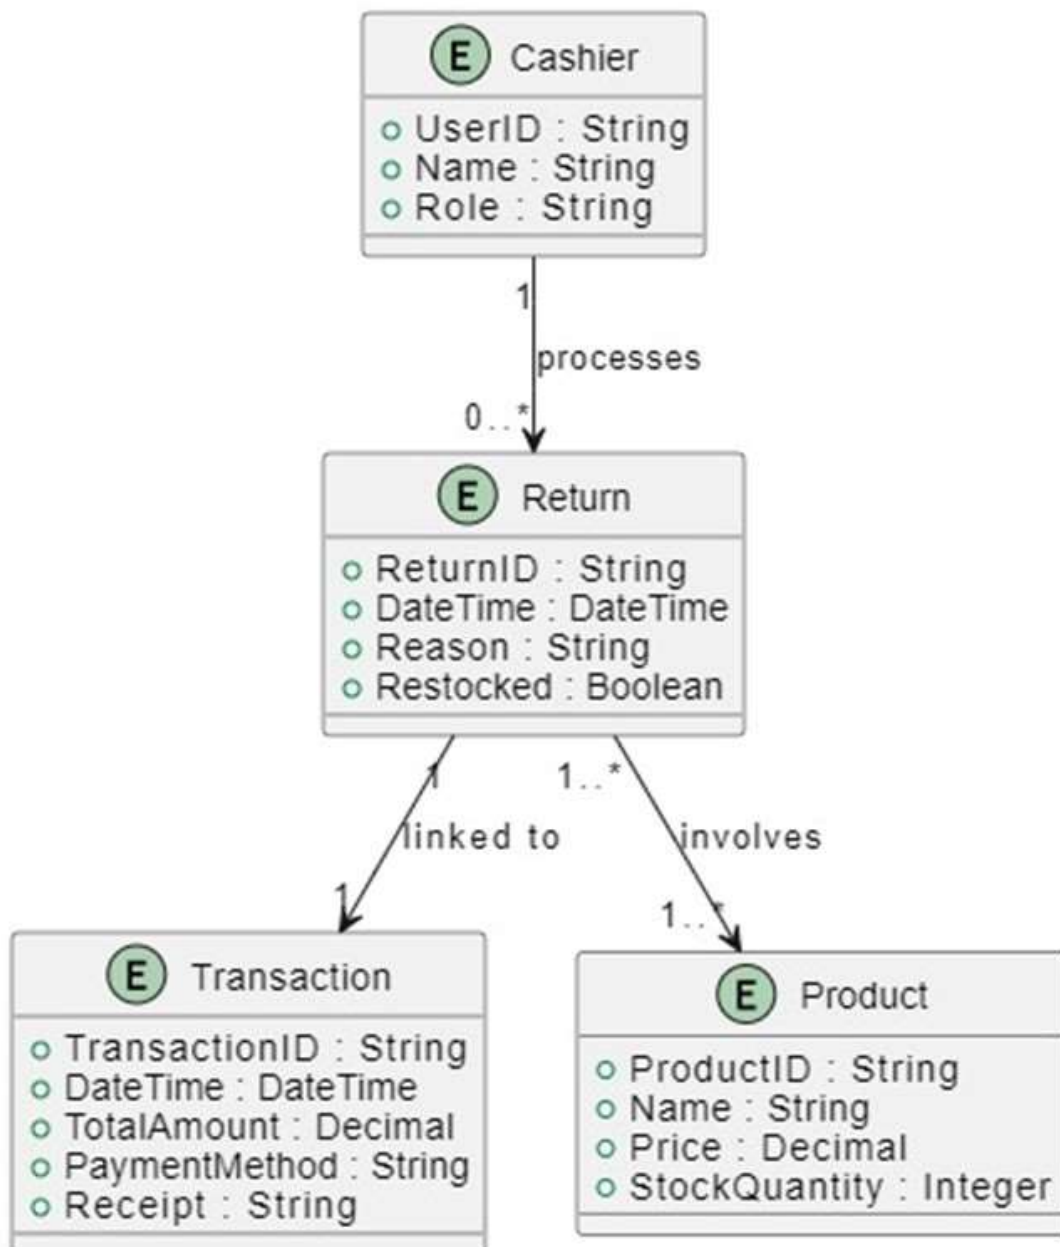 E Cashier
UserID : String
Name : String
Role : String
1
processes
0..*
E Return
ReturnID : String
DateTime : DateTime
Reason : String
Restocked : Boolean
1
1..*
linked to
involves
1
1..*
E Transaction
TransactionID : String
DateTime : DateTime
TotalAmount : Decimal
PaymentMethod : String
Receipt : String
E Product
ProductID : String
Name : String
Price : Decimal
StockQuantity : Integer